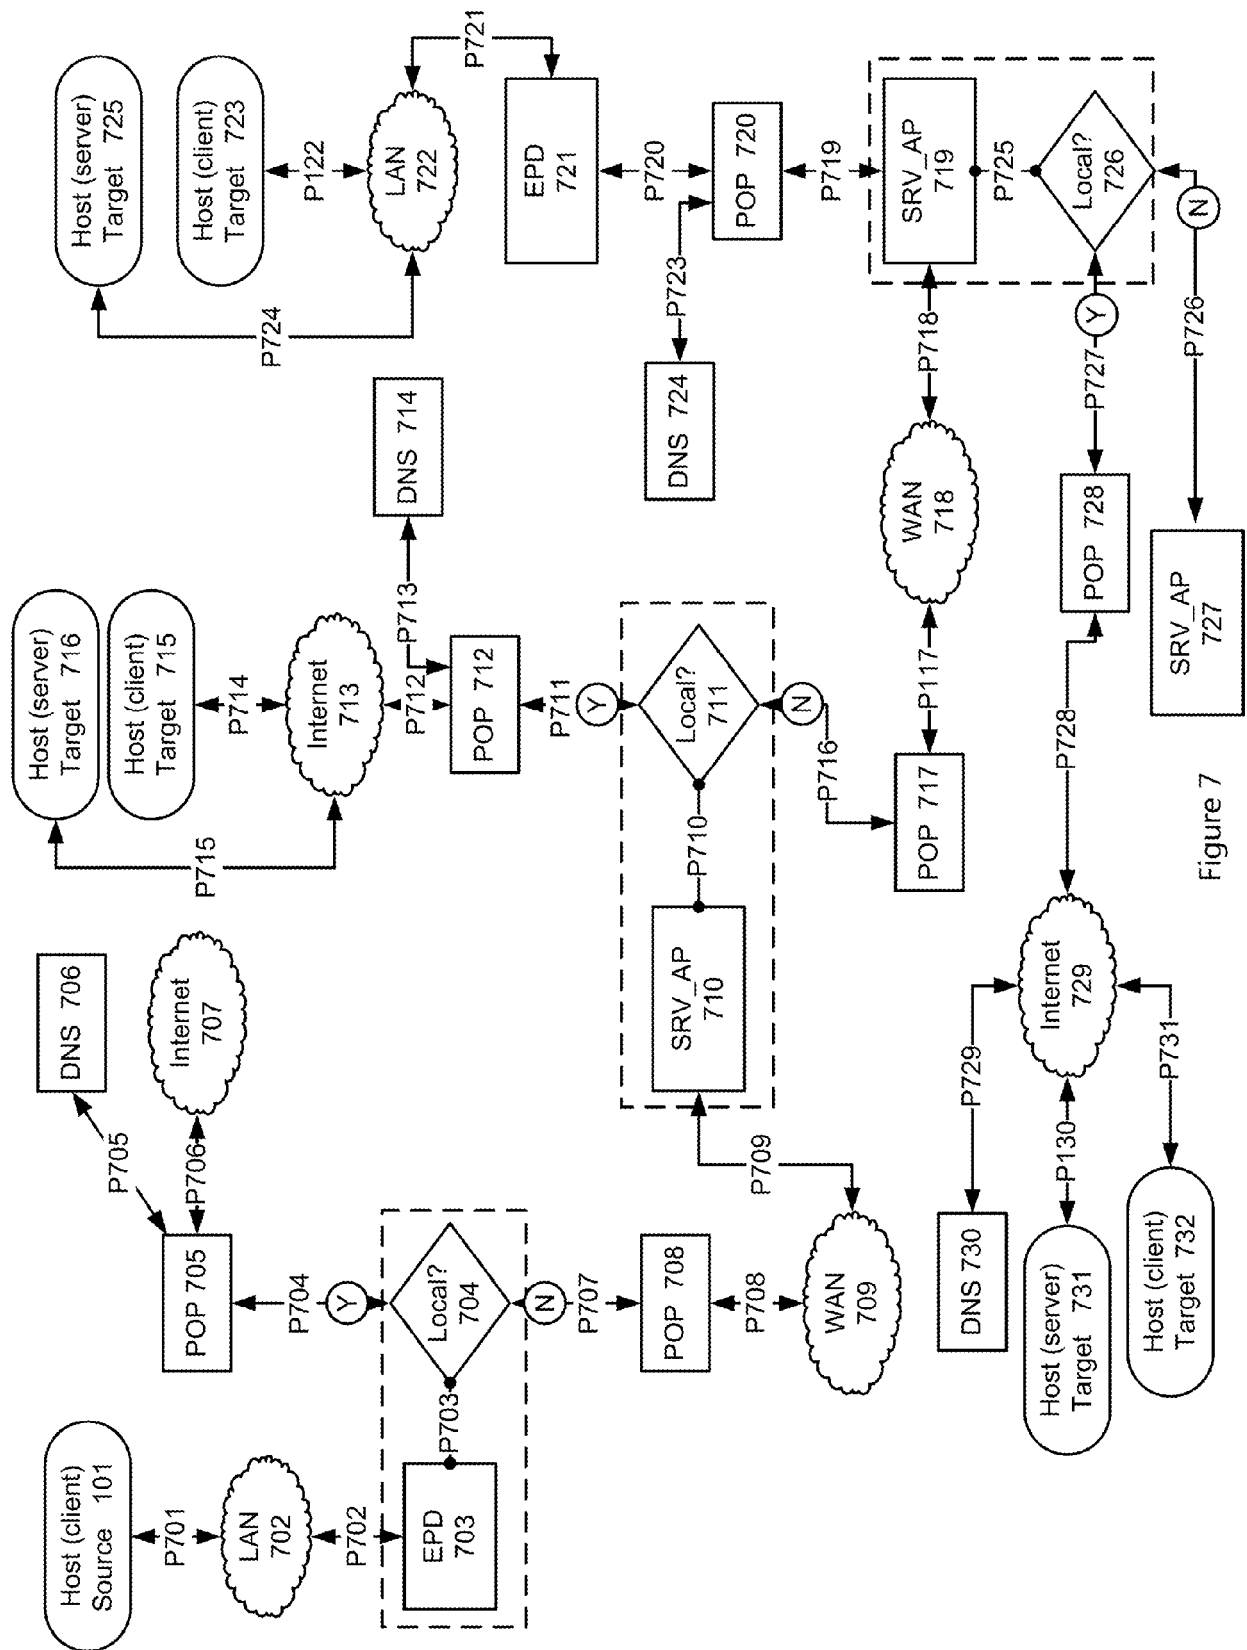 Host (client)
Source 101
P701
LAN
702
P702
EPD
703
P703
Local?
704
Y
P704
POP 705
P705
DNS 706
P706
Internet
707
N
P707
POP 708
P708
WAN
709
P709
SRV_AP
710
P710
Local?
711
Y
P711
POP 712
P712
P713
DNS 714
Internet
713
P714
Host (client)
Target 715
P715
Host (server)
Target 716
N
P716
POP 717
P117
WAN
718
P718
SRV_AP
719
P719
POP 720
P720
EPD
721
P721
LAN
722
P122
Host (client)
Target 723
P724
Host (server)
Target 725
P723
DNS 724
P725
Local?
726
N
P726
SRV_AP
727
Y
P727
POP 728
P728
Internet
729
P729
DNS 730
P130
Host (server)
Target 731
P731
Host (client)
Target 732
Figure 7